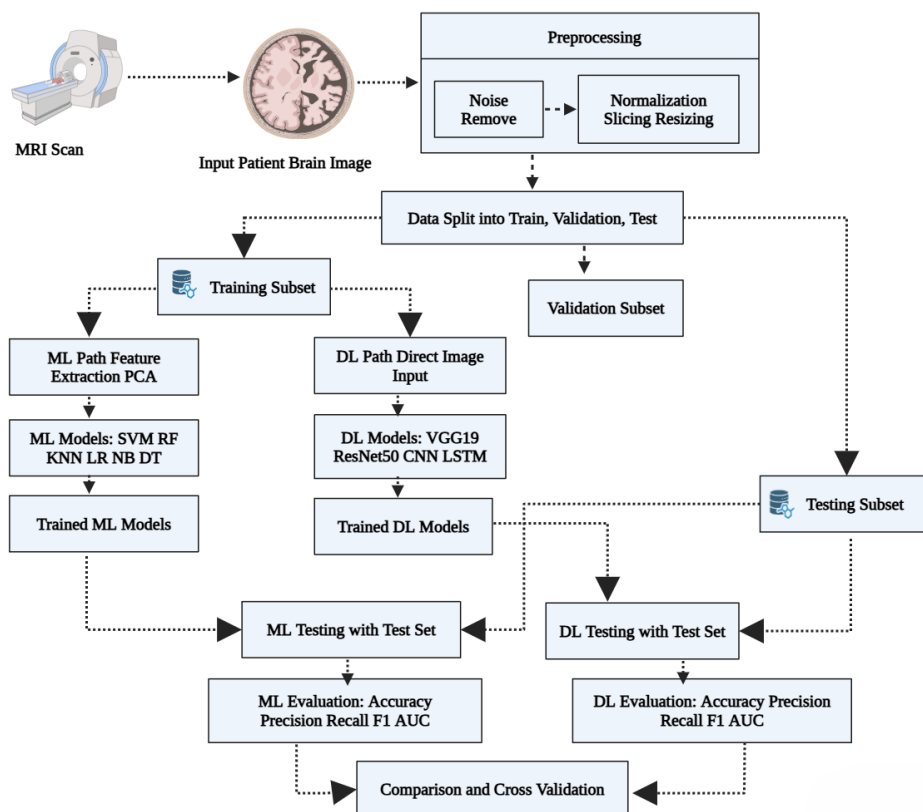 MRI Scan
Input Patient Brain Image
Preprocessing
Noise
Remove
Normalization
Slicing Resizing
Data Split into Train, Validation, Test
Training Subset
Validation Subset
ML Path Feature
Extraction PCA
DL Path Direct Image
Input
ML Models: SVM RF
KNN LR NB DT
DL Models: VGG19
ResNet50 CNN LSTM
Trained ML Models
Trained DL Models
Testing Subset
ML Testing with Test Set
DL Testing with Test Set
ML Evaluation: Accuracy
Precision Recall F1 AUC
DL Evaluation: Accuracy Precision
Recall F1 AUC
Comparison and Cross Validation